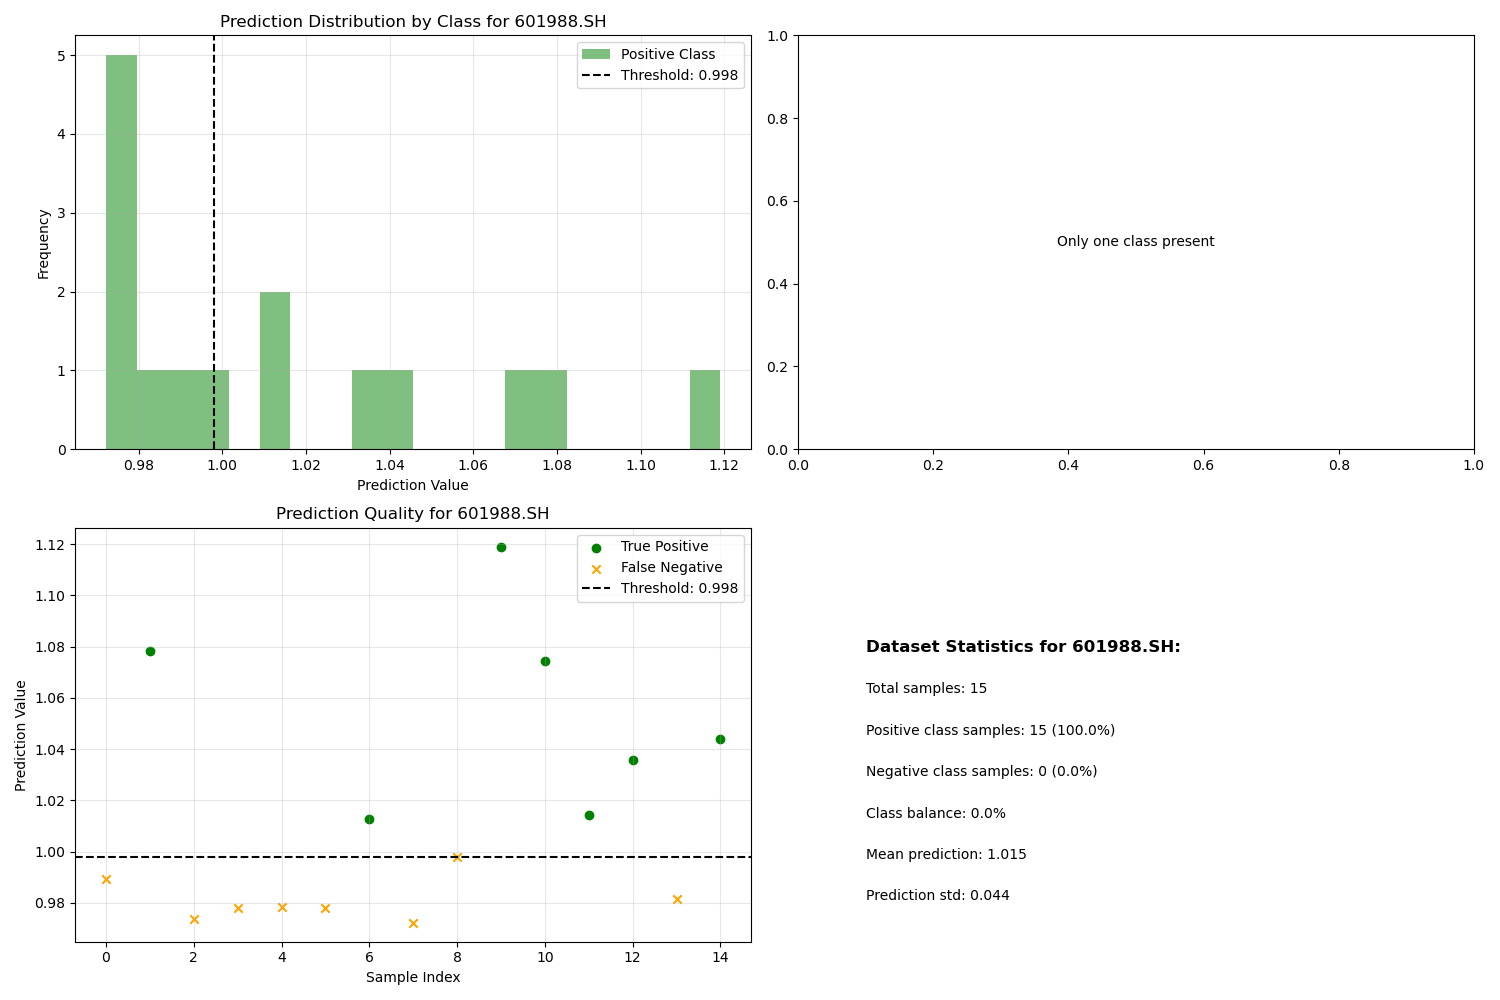 Prediction Distribution by Class for 601988.SH
5
4
3
2
1
0
Frequency
Positive Class
Threshold: 0.998
0.98
1.00
1.02
1.04
1.06
1.08
1.10
1.12
Prediction Value
1.0
0.8
0.6
0.4
0.2
0.0
Only one class present
0.0
0.2
0.4
0.6
0.8
1.0
Prediction Quality for 601988.SH
1.12
1.10
1.08
1.06
1.04
1.02
1.00
0.98
Prediction Value
True Positive
False Negative
Threshold: 0.998
0
2
4
6
8
10
12
14
Sample Index
Dataset Statistics for 601988.SH:
Total samples: 15
Positive class samples: 15 (100.0%)
Negative class samples: 0 (0.0%)
Class balance: 0.0%
Mean prediction: 1.015
Prediction std: 0.044